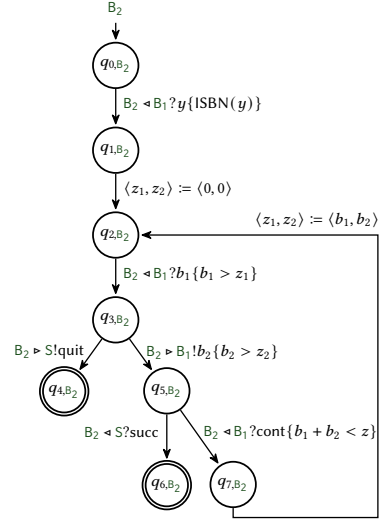 B₂
q₀,B₂
B₂ ◁ B₁?y{ISBN(y)}
q₁,B₂
⟨z₁, z₂⟩ := ⟨0, 0⟩
⟨z₁, z₂⟩ := ⟨b₁, b₂⟩
q₂,B₂
B₂ ◁ B₁?b₁{b₁ > z₁}
q₃,B₂
B₂ ▷ S!quit
B₂ ▷ B₁!b₂{b₂ > z₂}
q₄,B₂
q₅,B₂
B₂ ◁ S?succ
B₂ ◁ B₁?cont{b₁ + b₂ < z}
q₆,B₂
q₇,B₂